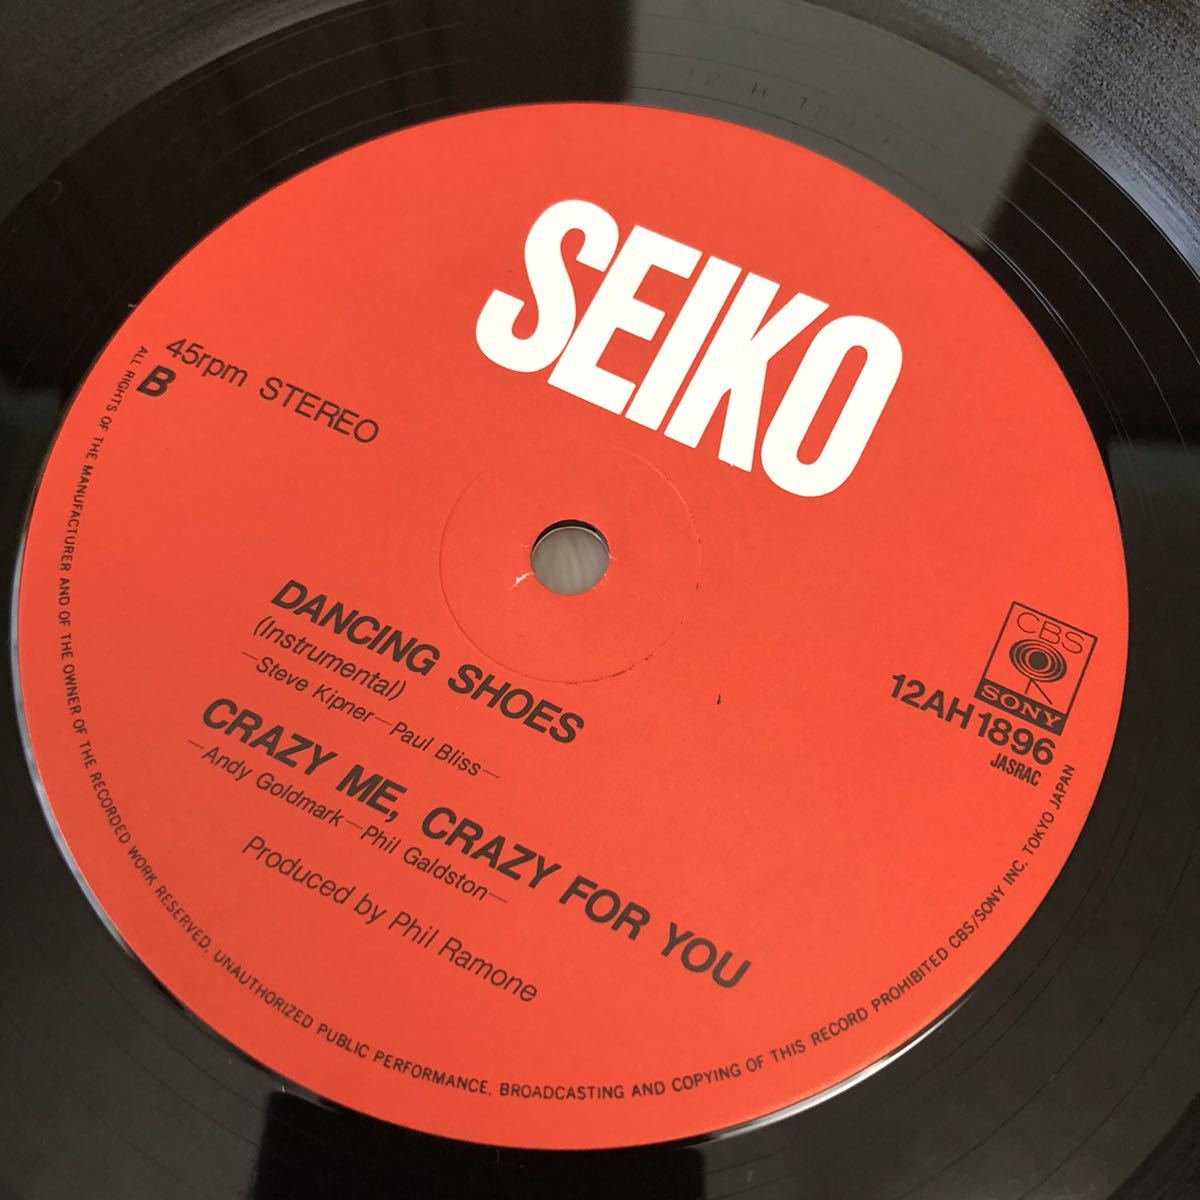 SEIKO
45rpm STEREO
B
CBS
SONY
12AH 1896
JASRAC
DANCING SHOES
(Instrumental)
—Steve Kipner—Paul Bliss—
CRAZY ME, CRAZY FOR YOU
—Andy Goldmark—Phil Galdston—
Produced by Phil Ramone
ALL RIGHTS OF THE MANUFACTURER AND OF THE OWNER OF THE RECORDED WORK RESERVED. UNAUTHORIZED PUBLIC PERFORMANCE, BROADCASTING AND COPYING OF THIS RECORD PROHIBITED CBS/SONY INC. TOKYO JAPAN